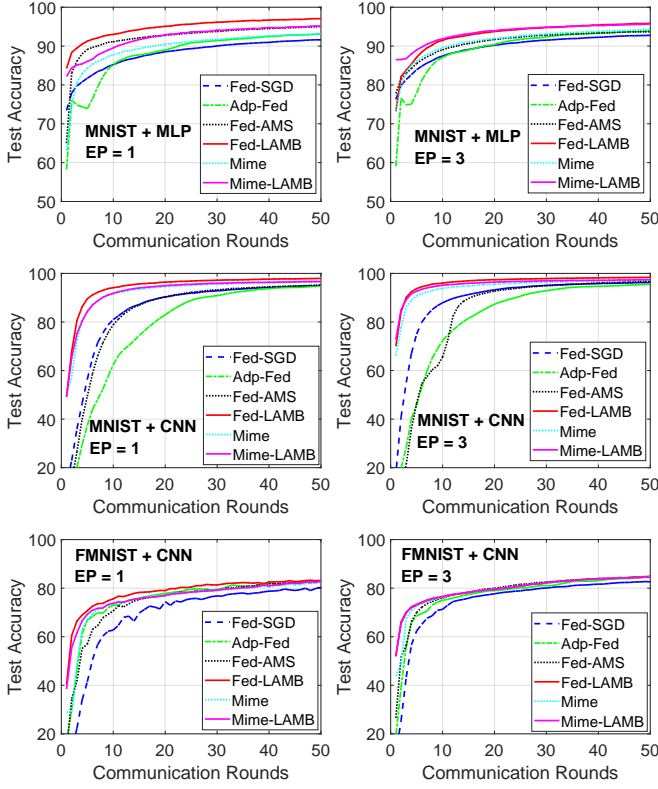 100
90
80
70
60
50
Test Accuracy
0 10 20 30 40 50
Communication Rounds
MNIST + MLP
EP = 1
Fed-SGD
Adp-Fed
Fed-AMS
Fed-LAMB
Mime
Mime-LAMB
100
90
80
70
60
50
Test Accuracy
0 10 20 30 40 50
Communication Rounds
MNIST + MLP
EP = 3
Fed-SGD
Adp-Fed
Fed-AMS
Fed-LAMB
Mime
Mime-LAMB
100
80
60
40
20
Test Accuracy
0 10 20 30 40 50
Communication Rounds
MNIST + CNN
EP = 1
Fed-SGD
Adp-Fed
Fed-AMS
Fed-LAMB
Mime
Mime-LAMB
100
80
60
40
20
Test Accuracy
0 10 20 30 40 50
Communication Rounds
MNIST + CNN
EP = 3
Fed-SGD
Adp-Fed
Fed-AMS
Fed-LAMB
Mime
Mime-LAMB
100
80
60
40
20
Test Accuracy
0 10 20 30 40 50
Communication Rounds
FMNIST + CNN
EP = 1
Fed-SGD
Adp-Fed
Fed-AMS
Fed-LAMB
Mime
Mime-LAMB
100
80
60
40
20
Test Accuracy
0 10 20 30 40 50
Communication Rounds
FMNIST + CNN
EP = 3
Fed-SGD
Adp-Fed
Fed-AMS
Fed-LAMB
Mime
Mime-LAMB